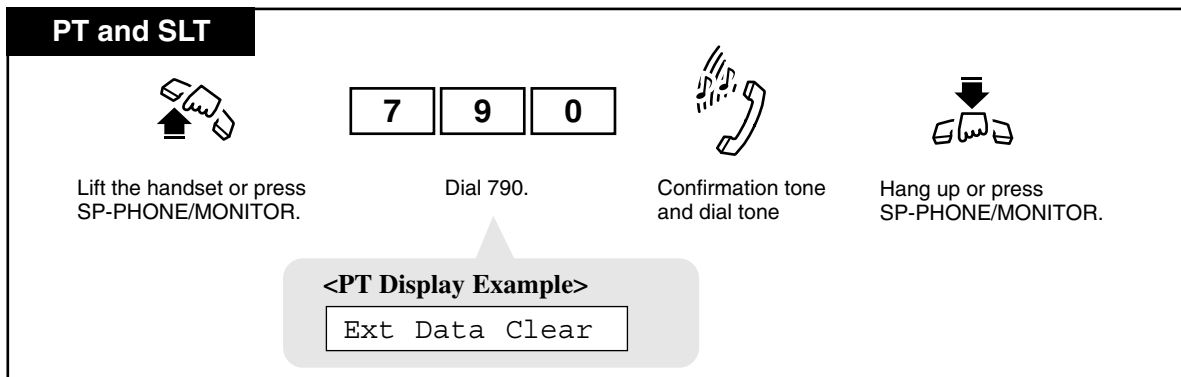 PT and SLT
7 9 0
Lift the handset or press
SP-PHONE/MONITOR.
Dial 790.
Confirmation tone
and dial tone
Hang up or press
SP-PHONE/MONITOR.
<PT Display Example>
Ext Data Clear